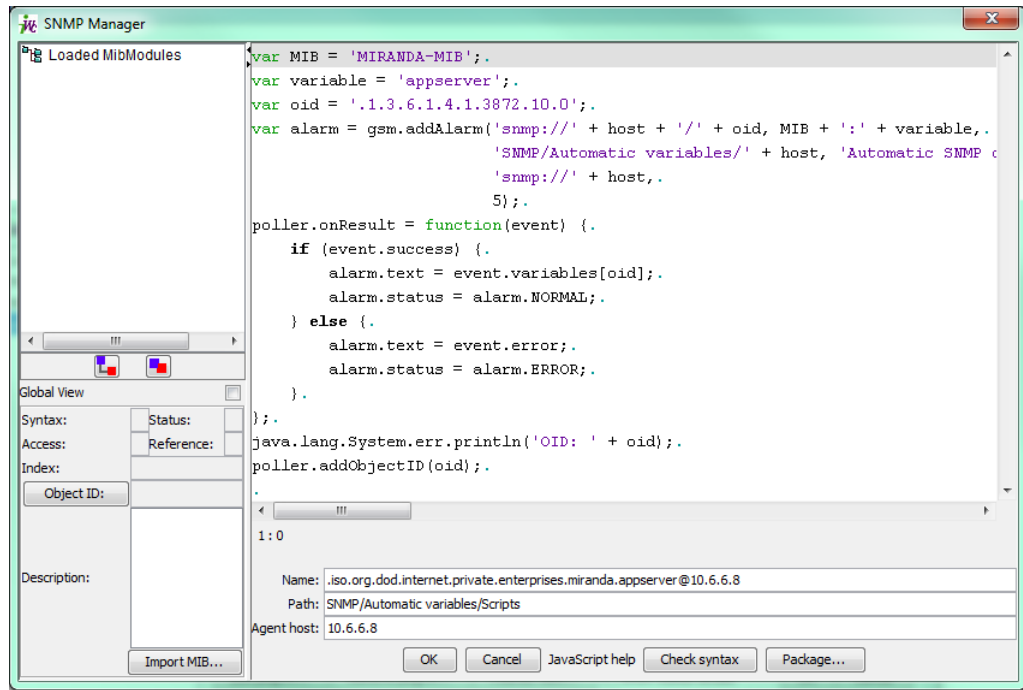 SNMP Manager
Loaded MibModules
var MIB = 'MIRANDA-MIB';.
var variable = 'appserver';.
var oid = '.1.3.6.1.4.1.3872.10.0';.
var alarm = gsm.addAlarm('snmp://' + host + '/' + oid, MIB + ':' + variable,.
'SNMP/Automatic variables/' + host, 'Automatic SNMP
'snmp://' + host,.
5);.
poller.onResult = function(event) {.
if (event.success) {.
alarm.text = event.variables[oid];.
alarm.status = alarm.NORMAL;.
} else {.
alarm.text = event.error;.
alarm.status = alarm.ERROR;.
}.
};.
java.lang.System.err.println('OID: ' + oid);.
poller.addObjectID(oid);.
.
1:0
Global View
Syntax: Status:
Access: Reference:
Index:
Object ID:
Description:
Import MIB...
Name: .iso.org.dod.internet.private.enterprises.miranda.appserver@10.6.6.8
Path: SNMP/Automatic variables/Scripts
Agent host: 10.6.6.8
OK Cancel JavaScript help Check syntax Package...